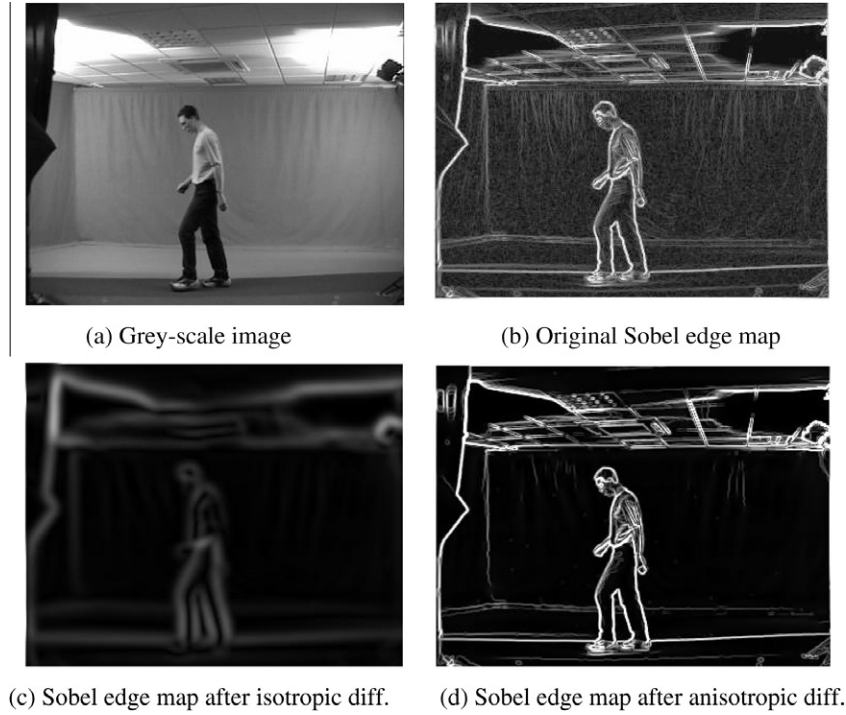 (a) Grey-scale image
(b) Original Sobel edge map
(c) Sobel edge map after isotropic diff.
(d) Sobel edge map after anisotropic diff.